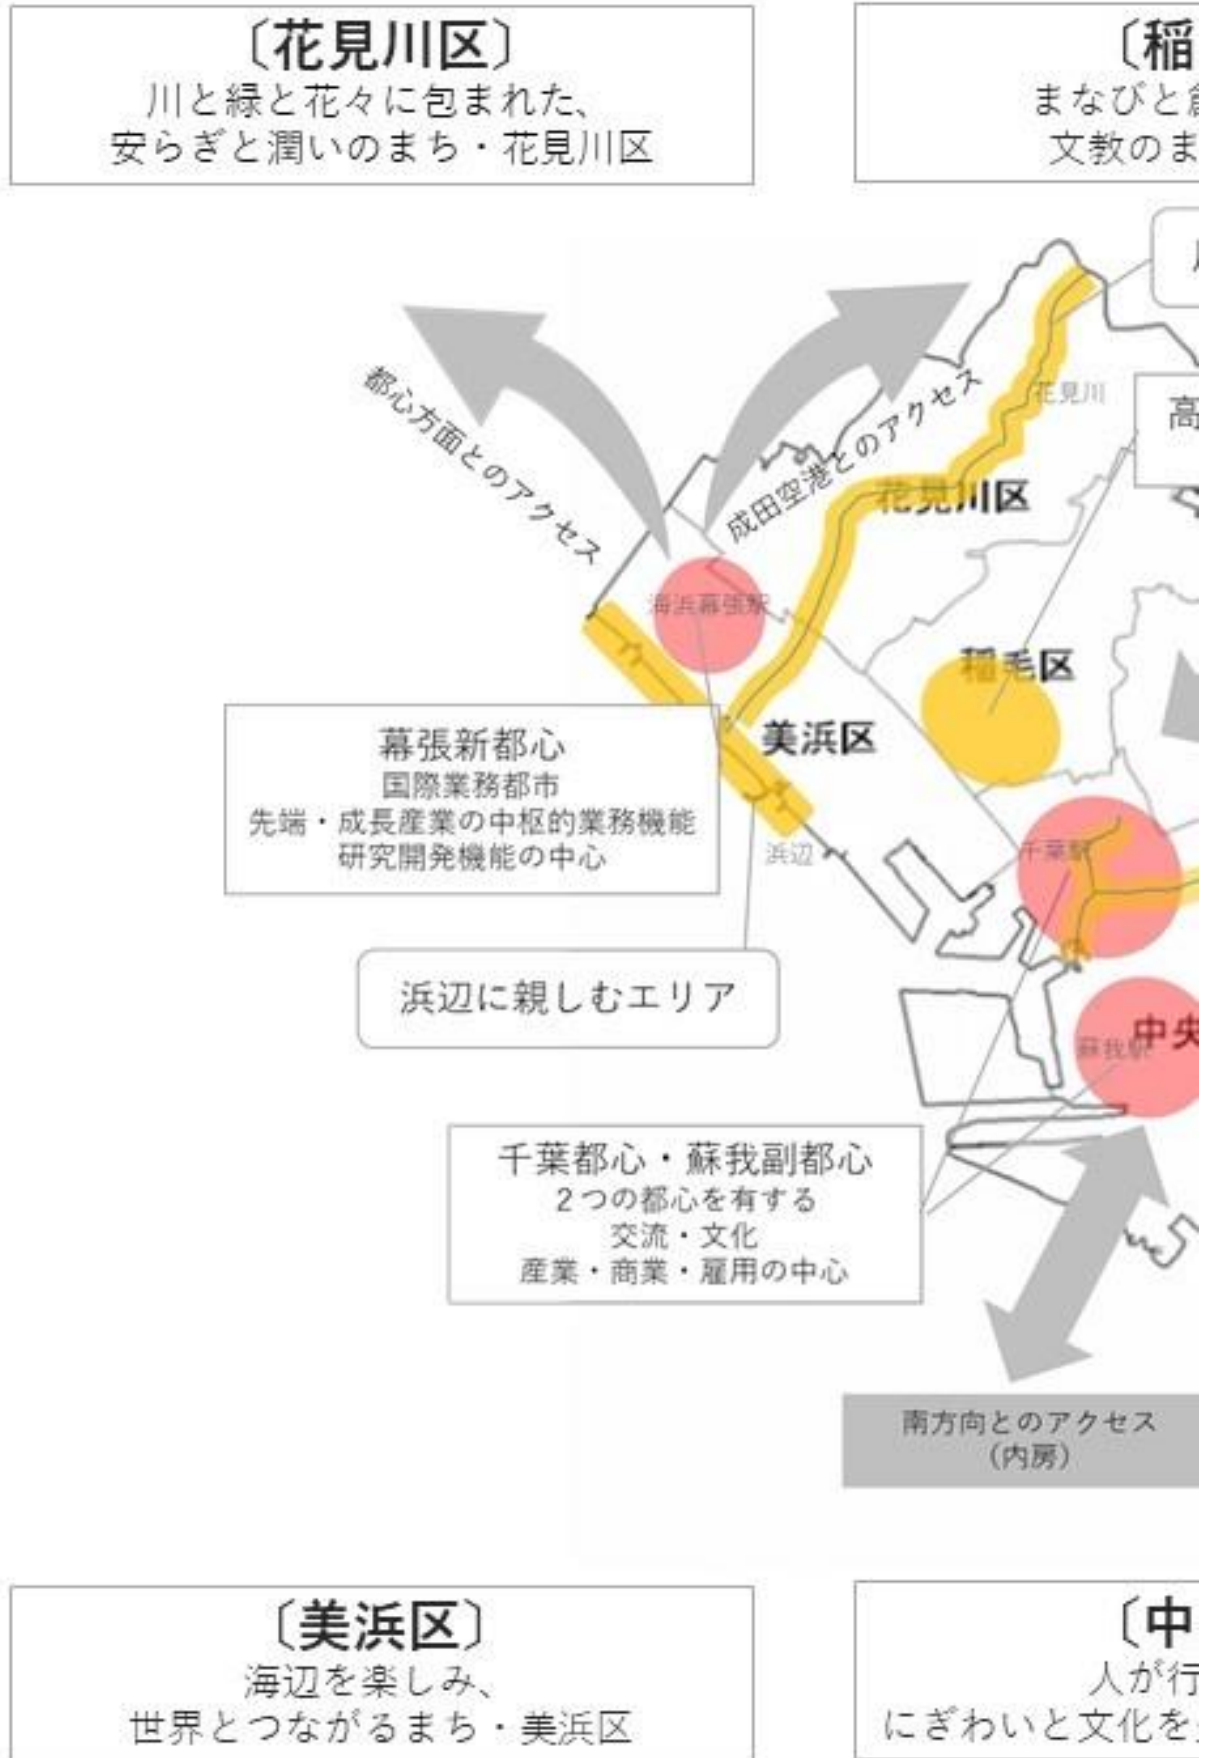 〔花見川区〕
川と緑と花々に包まれた、
安らぎと潤いのまち・花見川区
〔稲
まなびと創
文教のま
都心方面とのアクセス
成田空港とのアクセス
花見川
高
花見川区
海浜幕張駅
稲毛区
美浜区
幕張新都心
国際業務都市
先端・成長産業の中枢的業務機能
研究開発機能の中心
浜辺
千葉駅
浜辺に親しむエリア
中央
蘇我駅
千葉都心・蘇我副都心
２つの都心を有する
交流・文化
産業・商業・雇用の中心
南方向とのアクセス
（内房）
〔美浜区〕
海辺を楽しみ、
世界とつながるまち・美浜区
〔中
人が行
にぎわいと文化を